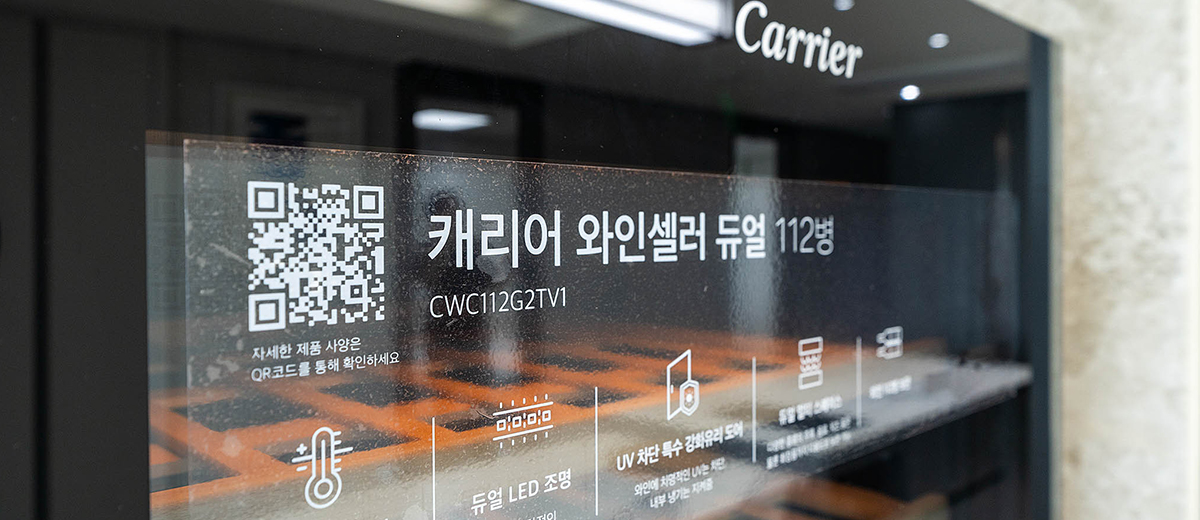 Carrier
캐리어 와인셀러 듀얼 112병
CWC112G2TV1
자세한 제품 사양은
QR코드를 통해 확인하세요
듀얼 LED 조명
UV 차단 특수 강화유리 도어
와인에 치명적인 UV는 차단,
내부 냉기는 지켜줌